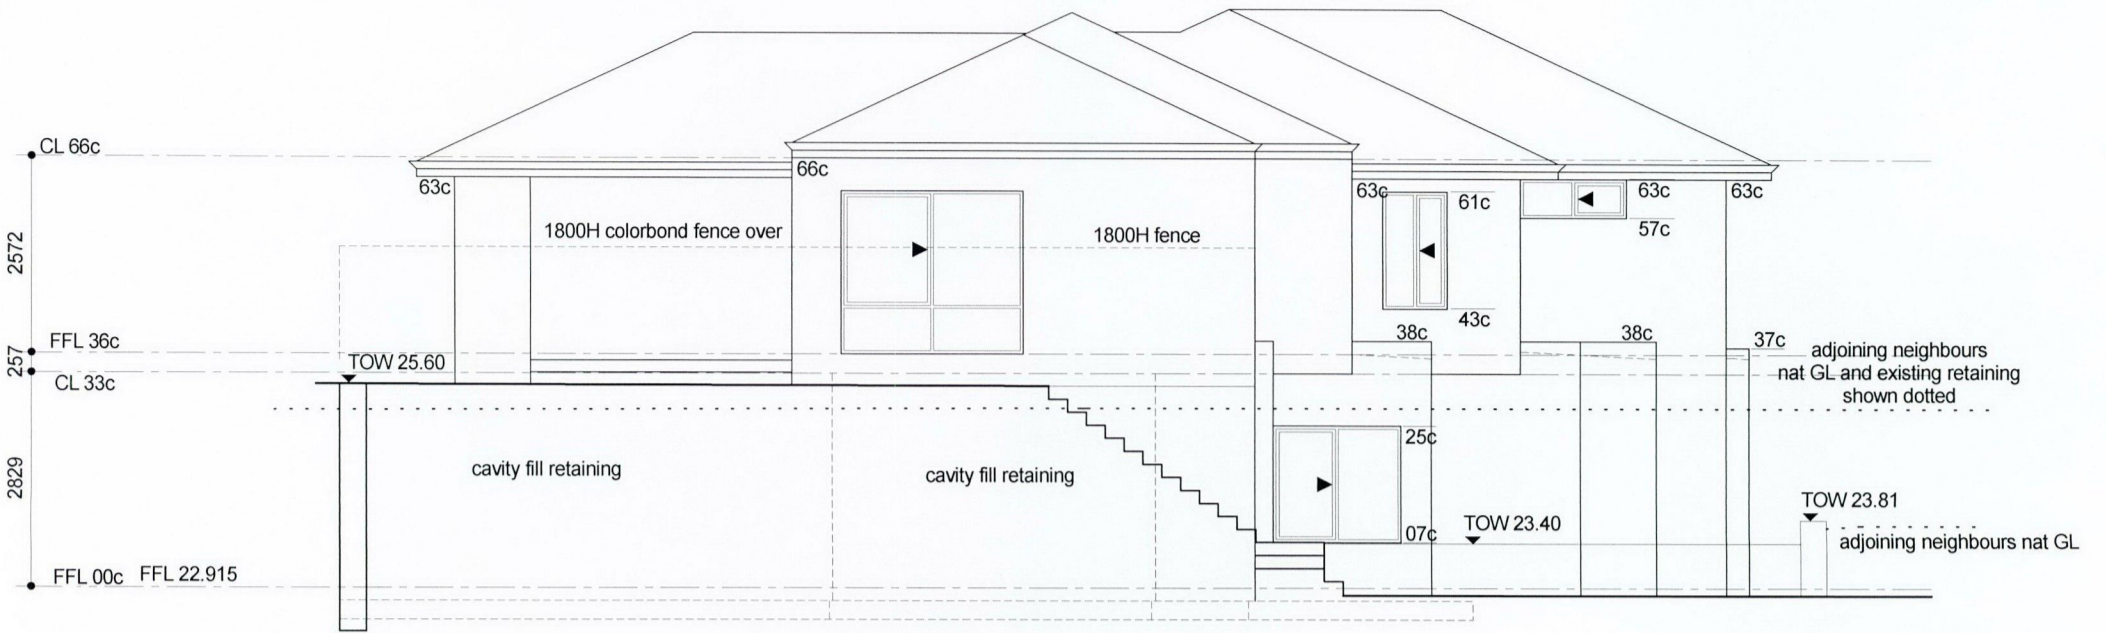 CL 66c
66c
63c
63c
61c
63c
63c
57c
2572
1800H colorbond fence over
1800H fence
43c
38c
38c
37c
FFL 36c
257
TOW 25.60
CL 33c
adjoining neighbours
nat GL and existing retaining
shown dotted
25c
2829
cavity fill retaining
cavity fill retaining
07c
TOW 23.40
TOW 23.81
adjoining neighbours nat GL
FFL 00c FFL 22.915